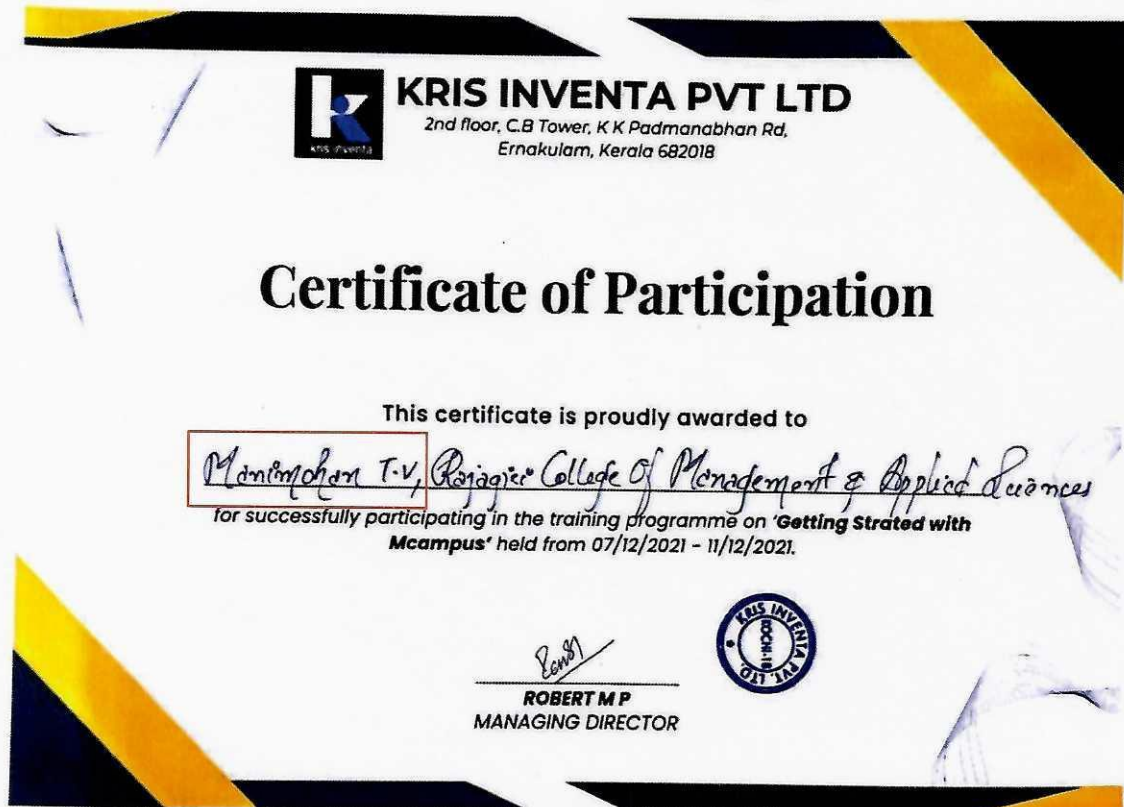 KRIS INVENTA PVT LTD
kris inventa
2nd floor, C.B Tower, K K Padmanabhan Rd,
Ernakulam, Kerala 682018
Certificate of Participation
This certificate is proudly awarded to
Manimohan T.V, Rajagiri College Of Management & Applied Sciences
for successfully participating in the training programme on 'Getting Strated with
Mcampus' held from 07/12/2021 - 11/12/2021.
KRIS INVENTA PVT. LTD.
ROBERT M P
MANAGING DIRECTOR